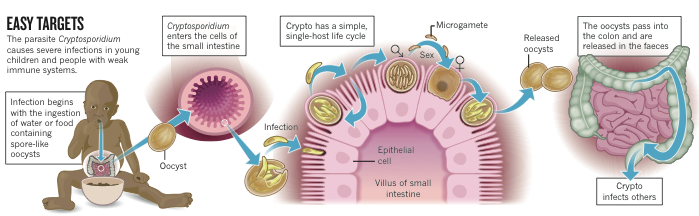 EASY TARGETS
The parasite Cryptosporidium
causes severe infections in young
children and people with weak
immune systems.
Infection begins
with the ingestion
of water or food
containing
spore-like
oocysts
Oocyst
Cryptosporidium
enters the cells of
the small intestine
Infection
Crypto has a simple,
single-host life cycle
♂
Sex
Microgamete
♀
Epithelial
cell
Villus of small
intestine
Released
oocysts
The oocysts pass into
the colon and are
released in the faeces
Crypto
infects others